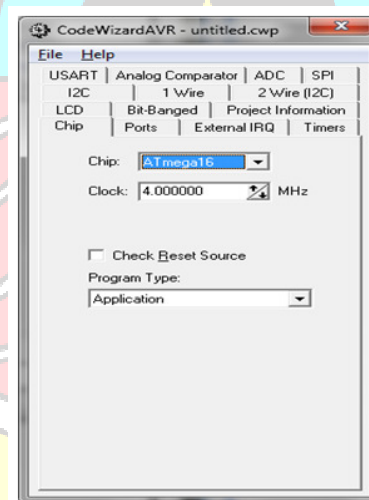 CodeWizardAVR - untitled.cwp
File Help
USART Analog Comparator ADC SPI
I2C 1 Wire 2 Wire (I2C)
LCD Bit-Banged Project Information
Chip Ports External IRQ Timers
Chip: ATmega16
Clock: 4.000000 MHz
Check Reset Source
Program Type:
Application